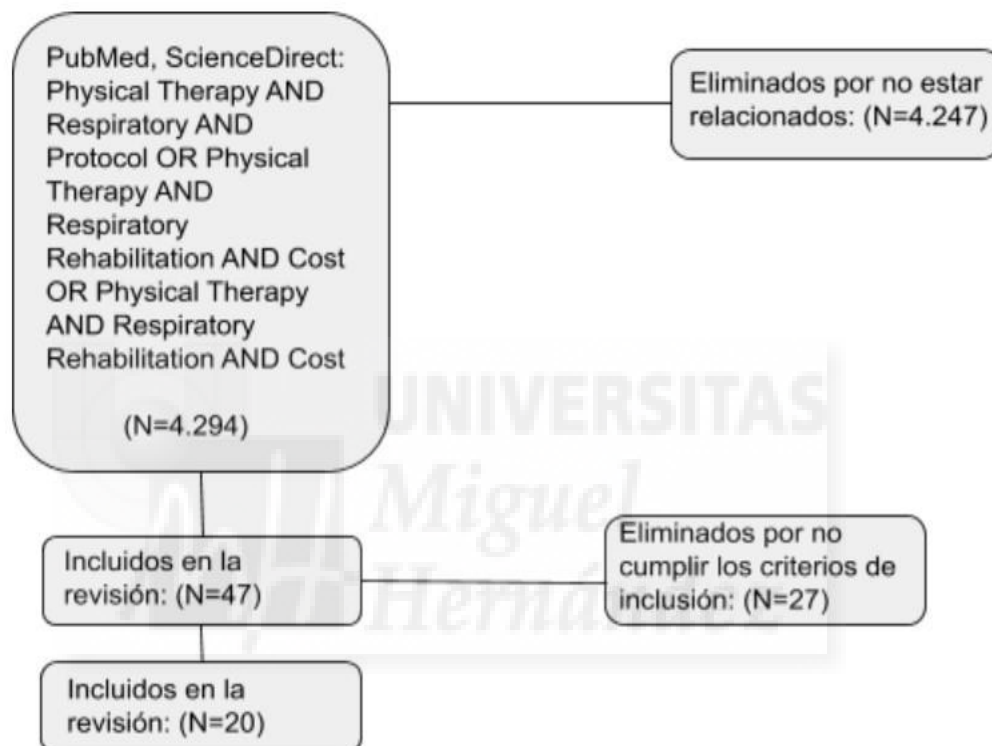 PubMed, ScienceDirect:
Physical Therapy AND
Respiratory AND
Protocol OR Physical
Therapy AND
Respiratory
Rehabilitation AND Cost
OR Physical Therapy
AND Respiratory
Rehabilitation AND Cost
(N=4.294)
Eliminados por no estar
relacionados: (N=4.247)
UNIVERSITAS
Miguel
Hernández
Incluidos en la
revisión: (N=47)
Eliminados por no
cumplir los criterios de
inclusión: (N=27)
Incluidos en la
revisión: (N=20)